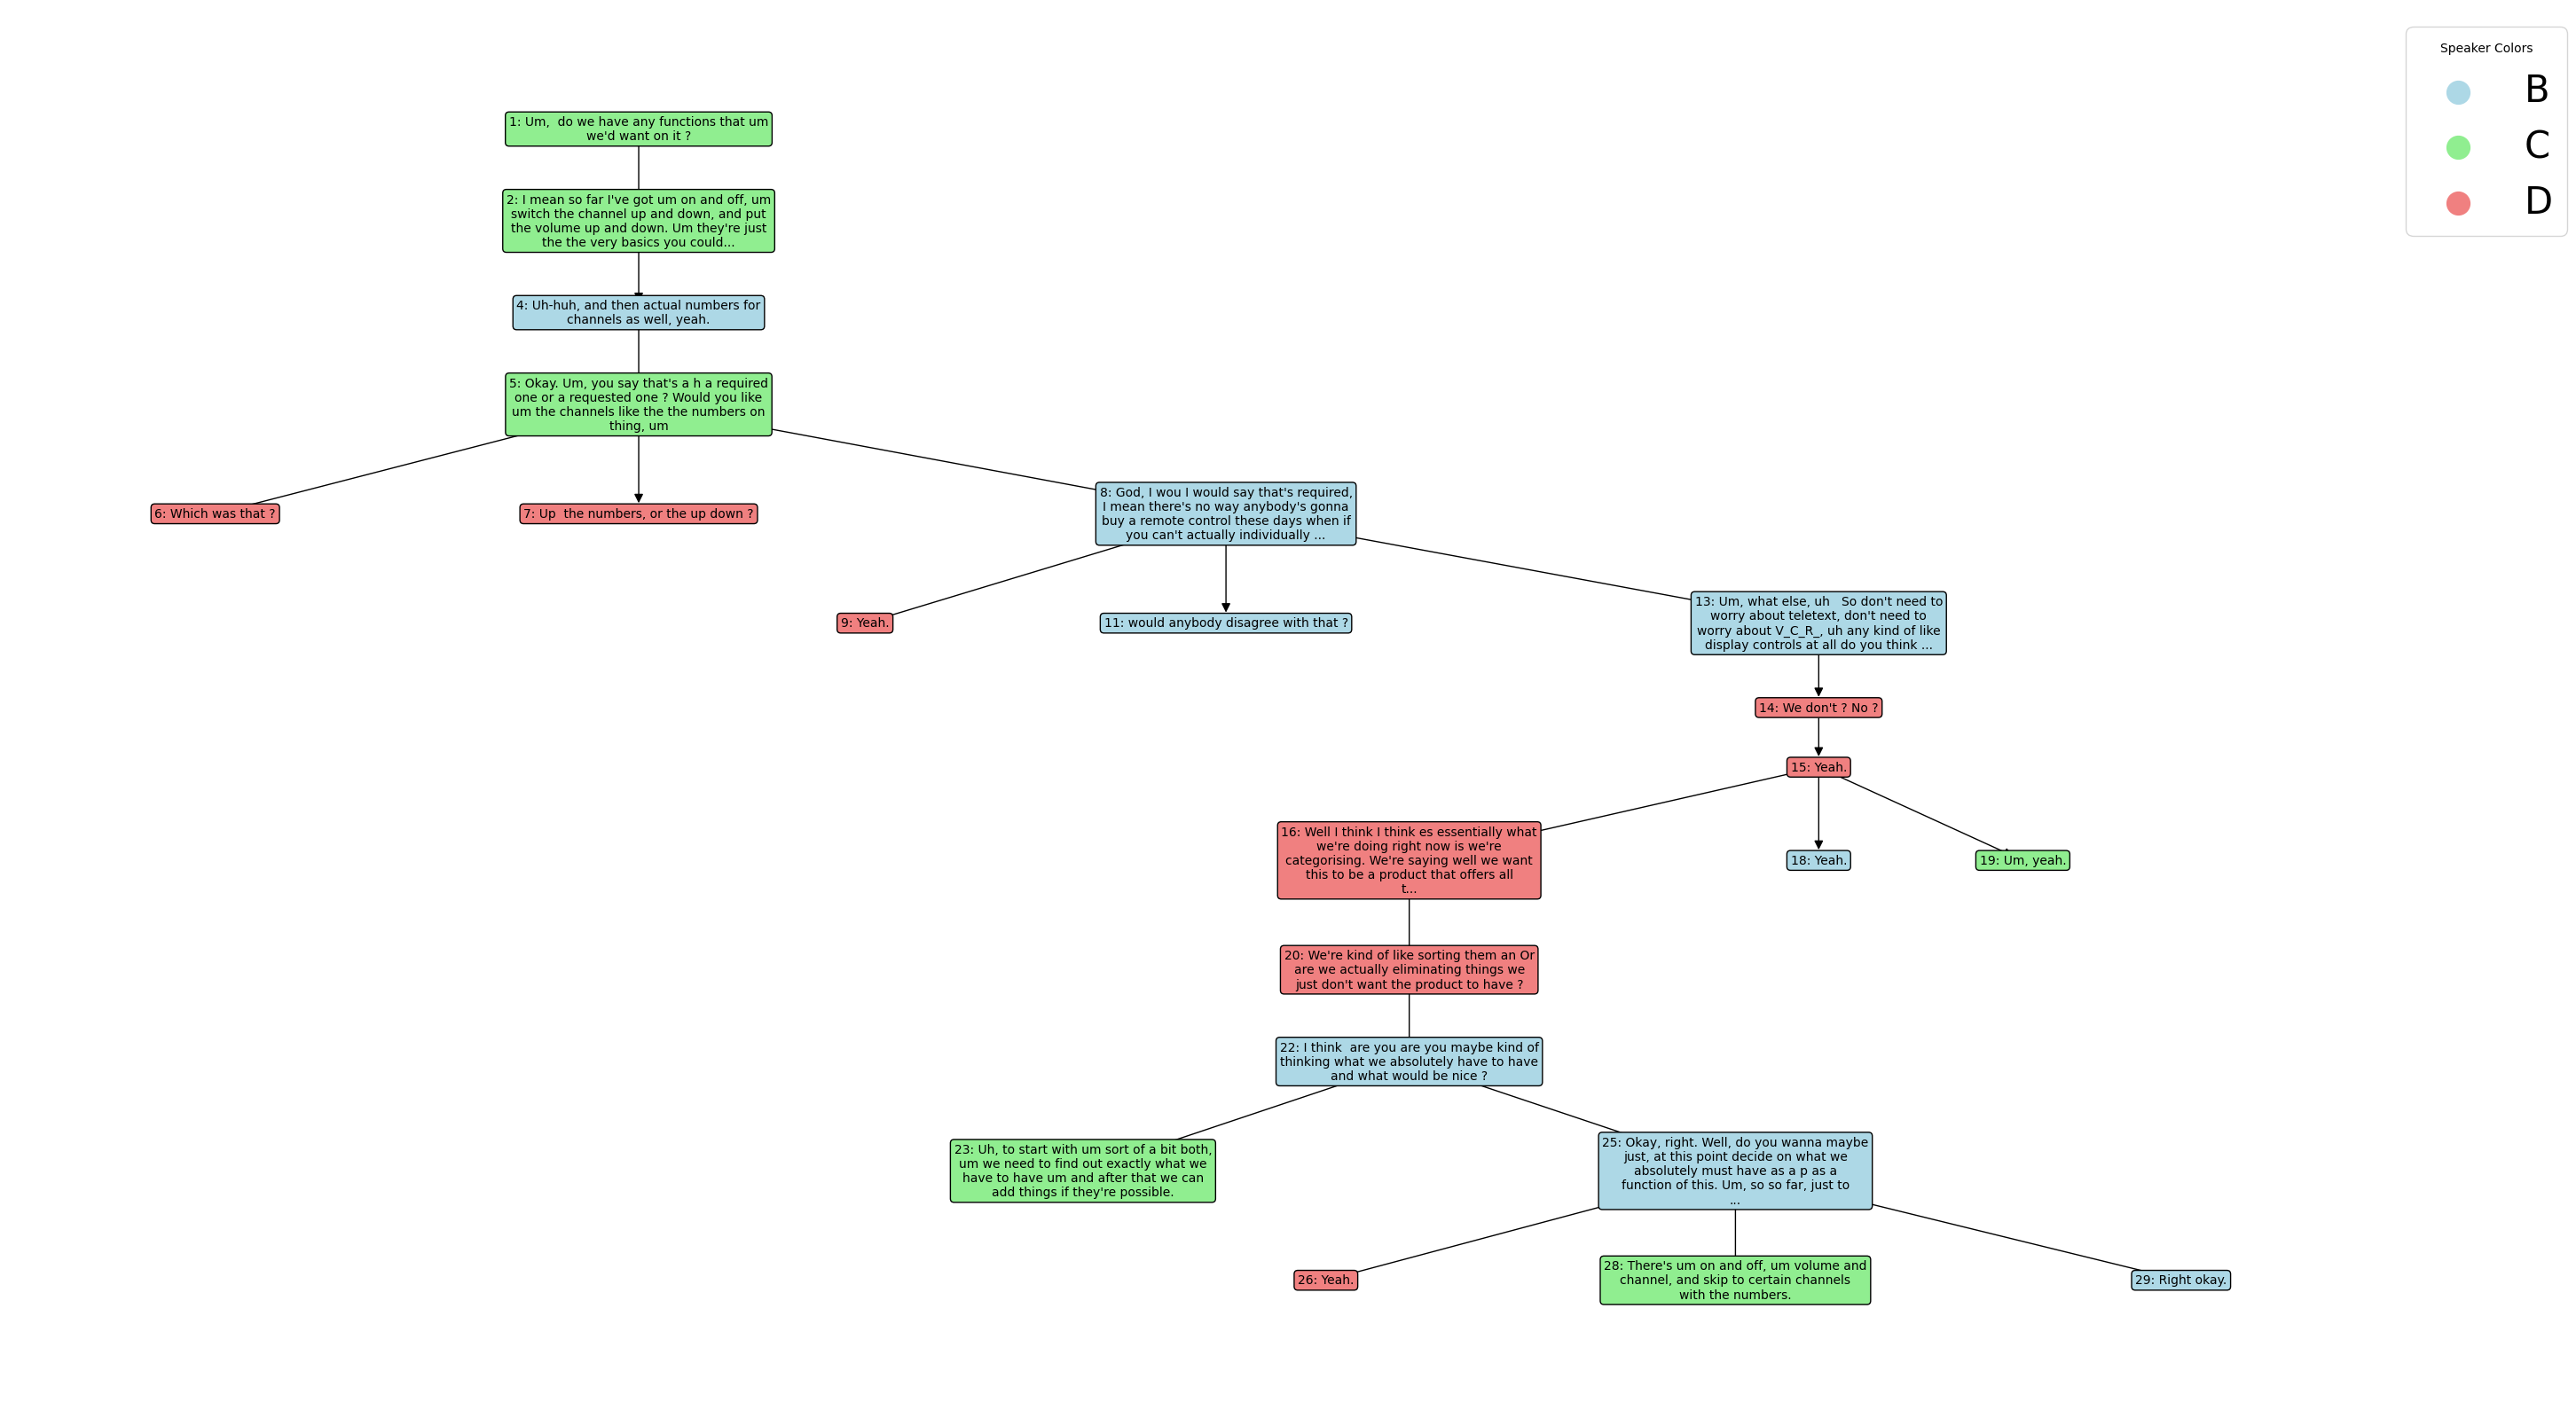 Speaker Colors
B
C
D
1: Um,  do we have any functions that um
we'd want on it ?
2: I mean so far I've got um on and off, um
switch the channel up and down, and put
the volume up and down. Um they're just
the the very basics you could...
4: Uh-huh, and then actual numbers for
channels as well, yeah.
5: Okay. Um, you say that's a h a required
one or a requested one ? Would you like
um the channels like the the numbers on
thing, um
6: Which was that ?
7: Up  the numbers, or the up down ?
8: God, I wou I would say that's required,
I mean there's no way anybody's gonna
buy a remote control these days when if
you can't actually individually ...
9: Yeah.
11: would anybody disagree with that ?
13: Um, what else, uh   So don't need to
worry about teletext, don't need to
worry about V_C_R_, uh any kind of like
display controls at all do you think ...
14: We don't ? No ?
15: Yeah.
16: Well I think I think es essentially what
we're doing right now is we're
categorising. We're saying well we want
this to be a product that offers all
t...
18: Yeah.
19: Um, yeah.
20: We're kind of like sorting them an Or
are we actually eliminating things we
just don't want the product to have ?
22: I think  are you are you maybe kind of
thinking what we absolutely have to have
and what would be nice ?
23: Uh, to start with um sort of a bit both,
um we need to find out exactly what we
have to have um and after that we can
add things if they're possible.
25: Okay, right. Well, do you wanna maybe
just, at this point decide on what we
absolutely must have as a p as a
function of this. Um, so so far, just to
...
26: Yeah.
28: There's um on and off, um volume and
channel, and skip to certain channels
with the numbers.
29: Right okay.